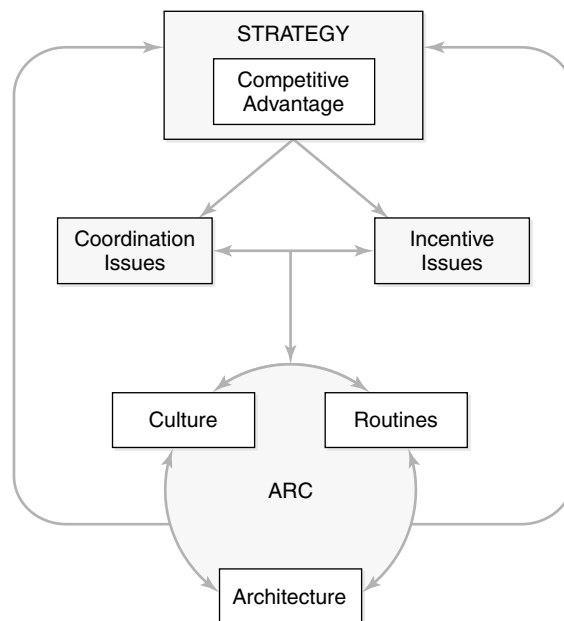 STRATEGY
Competitive
Advantage
Coordination
Issues
Incentive
Issues
Culture
Routines
ARC
Architecture